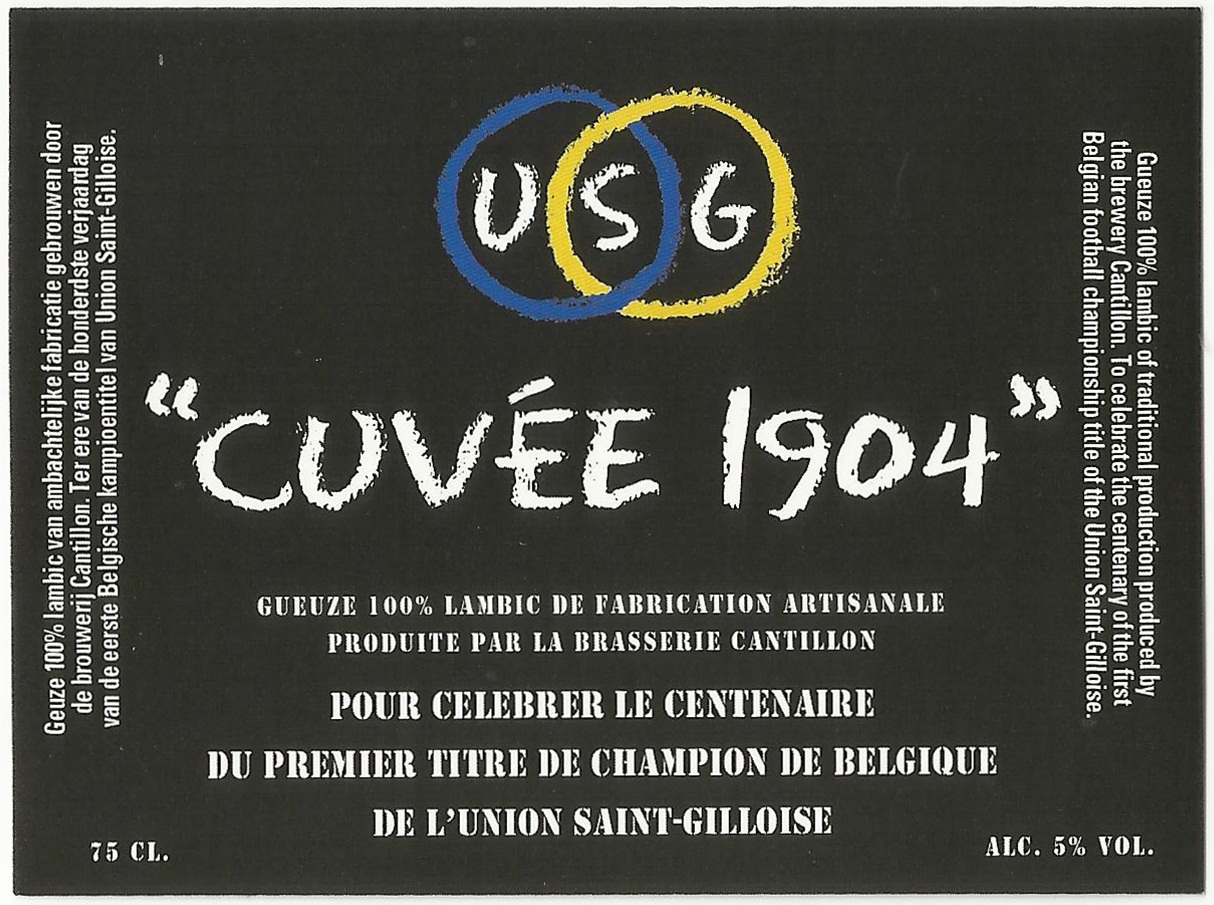 USG
“CUVÉE 1904”
GUEUZE 100% LAMBIC DE FABRICATION ARTISANALE
PRODUITE PAR LA BRASSERIE CANTILLON
POUR CELEBRER LE CENTENAIRE
DU PREMIER TITRE DE CHAMPION DE BELGIQUE
DE L’UNION SAINT-GILLOISE
75 CL.
ALC. 5% VOL.
Geuze 100% lambic van ambachtelijke fabricatie gebrouwen door
de brouwerij Cantillon. Ter ere van de honderdste verjaardag
van de eerste Belgische kampioentitel van Union Saint-Gilloise.
Gueuze 100% lambic of traditional production produced by
the brewery Cantillon. To celebrate the centenary of the first
Belgian football championship title of the Union Saint-Gilloise.